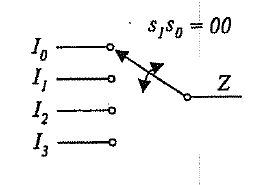 s₁s₀ = 00
I₀
I₁
I₂
I₃
Z